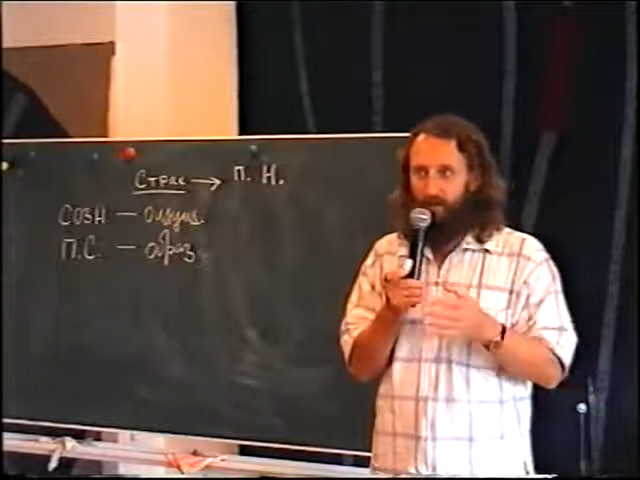 Страх → П. Н.
СОЗН — ощущ.
П.С. — образ